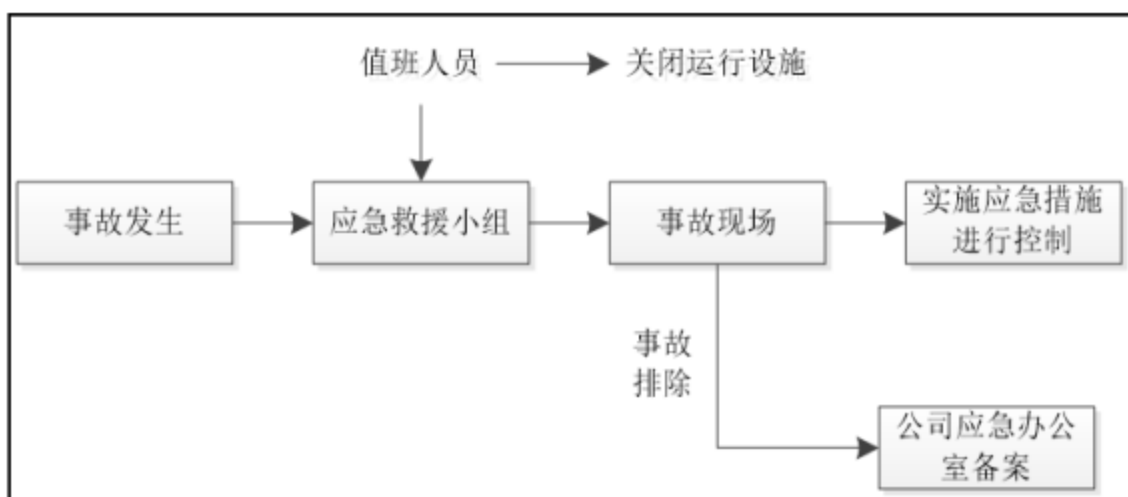 值班人员
关闭运行设施
事故发生
应急救援小组
事故现场
实施应急措施
进行控制
事故
排除
公司应急办公
室备案